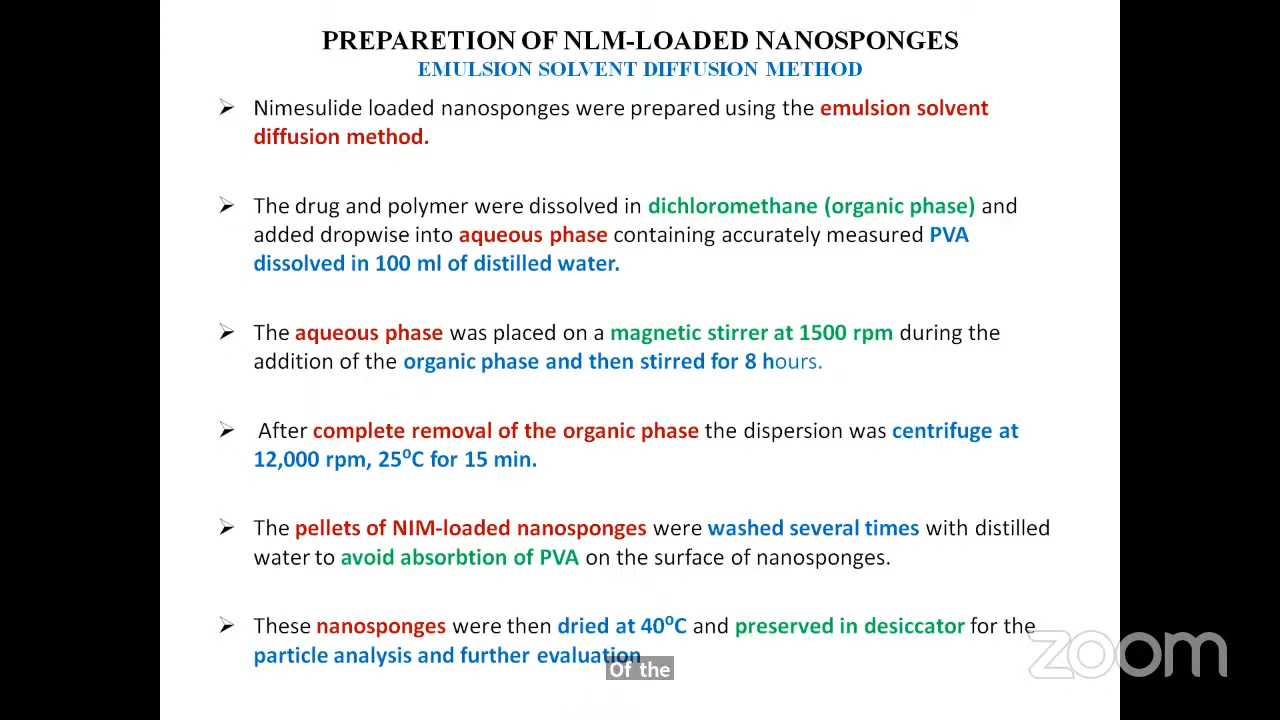 PREPARETION OF NLM-LOADED NANOSPONGES
EMULSION SOLVENT DIFFUSION METHOD
➢ Nimesulide loaded nanosponges were prepared using the emulsion solvent
diffusion method.
➢ The drug and polymer were dissolved in dichloromethane (organic phase) and
added dropwise into aqueous phase containing accurately measured PVA
dissolved in 100 ml of distilled water.
➢ The aqueous phase was placed on a magnetic stirrer at 1500 rpm during the
addition of the organic phase and then stirred for 8 hours.
➢ After complete removal of the organic phase the dispersion was centrifuge at
12,000 rpm, 25⁰C for 15 min.
➢ The pellets of NIM-loaded nanosponges were washed several times with distilled
water to avoid absorbtion of PVA on the surface of nanosponges.
➢ These nanosponges were then dried at 40⁰C and preserved in desiccator for the
particle analysis and further evaluation
Of the
zoom